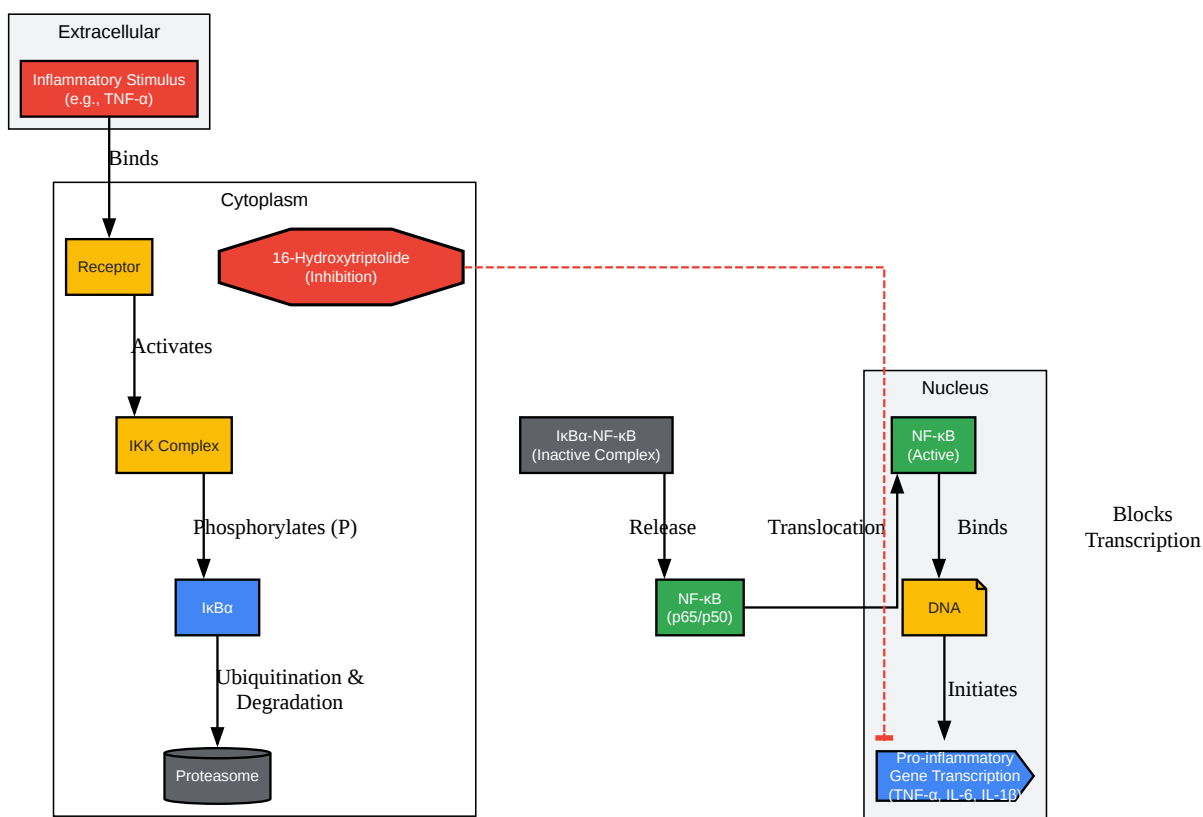 Extracellular
Inflammatory Stimulus
(e.g., TNF-α)
Binds
Cytoplasm
Receptor
16-Hydroxytriptolide
(Inhibition)
Activates
IKK Complex
Phosphorylates (P)
IκBα
Ubiquitination &
Degradation
Proteasome
IκBα-NF-κB
(Inactive Complex)
Release
NF-κB
(p65/p50)
Translocation
Nucleus
NF-κB
(Active)
Binds
DNA
Initiates
Pro-inflammatory
Gene Transcription
(TNF-α, IL-6, IL-1β)
Blocks
Transcription